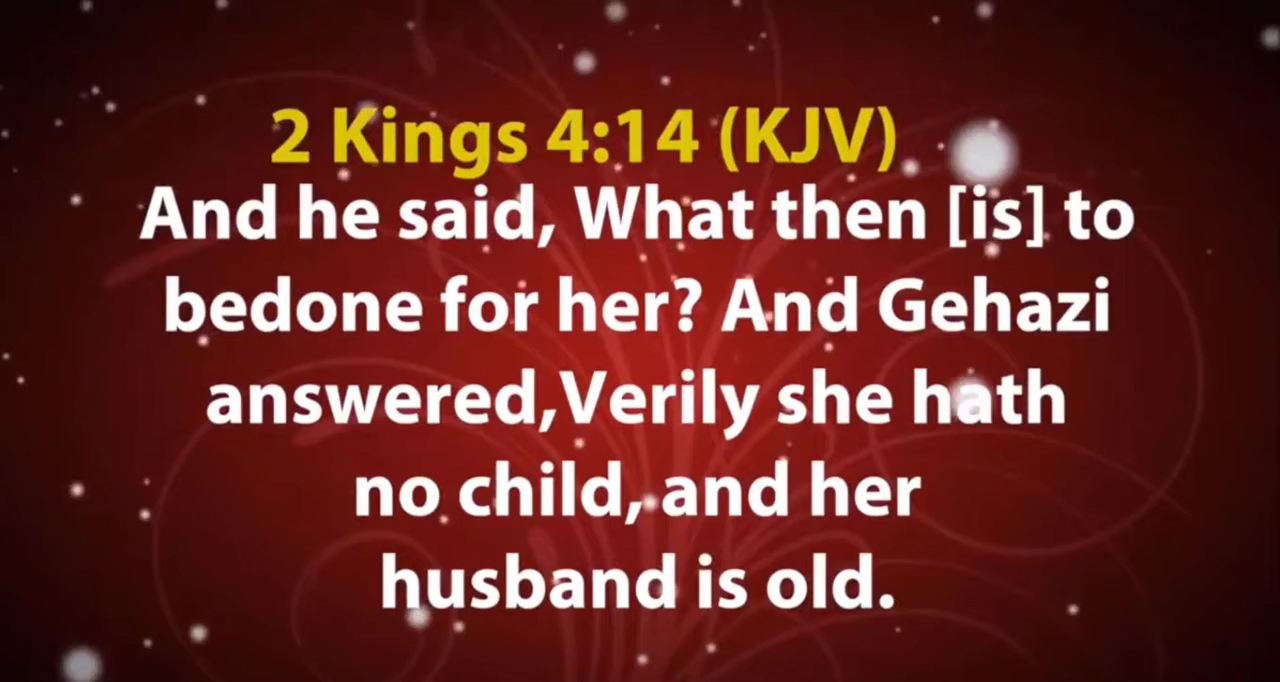 2 Kings 4:14 (KJV)
And he said, What then [is] to
bedone for her? And Gehazi
answered,Verily she hath
no child, and her
husband is old.